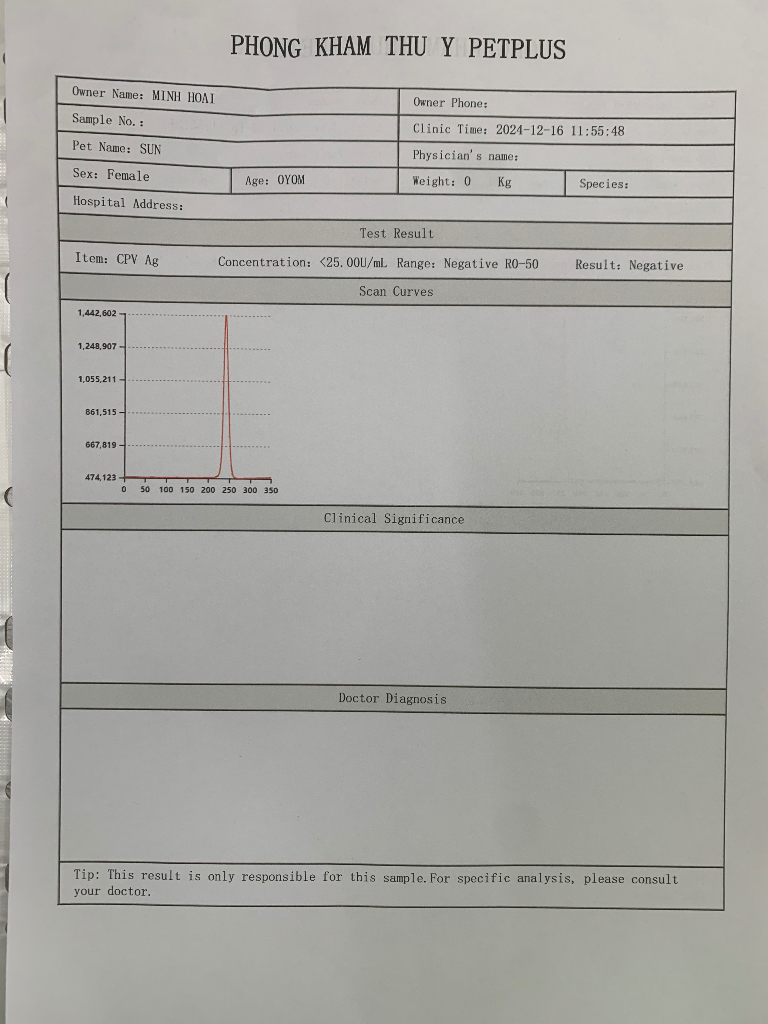 PHONG KHAM THU Y PETPLUS
Owner Name: MINH HOAI
Owner Phone:
Sample No.:
Clinic Time: 2024-12-16 11:55:48
Pet Name: SUN
Physician's name:
Sex: Female
Age: 0Y0M
Weight: 0 Kg
Species:
Hospital Address:
Test Result
Item: CPV Ag Concentration: <25.00U/mL Range: Negative R0-50 Result: Negative
Scan Curves
1,442,602
1,248,907
1,055,211
861,515
667,819
474,123
0 50 100 150 200 250 300 350
Clinical Significance
Doctor Diagnosis
Tip: This result is only responsible for this sample.For specific analysis, please consult
your doctor.